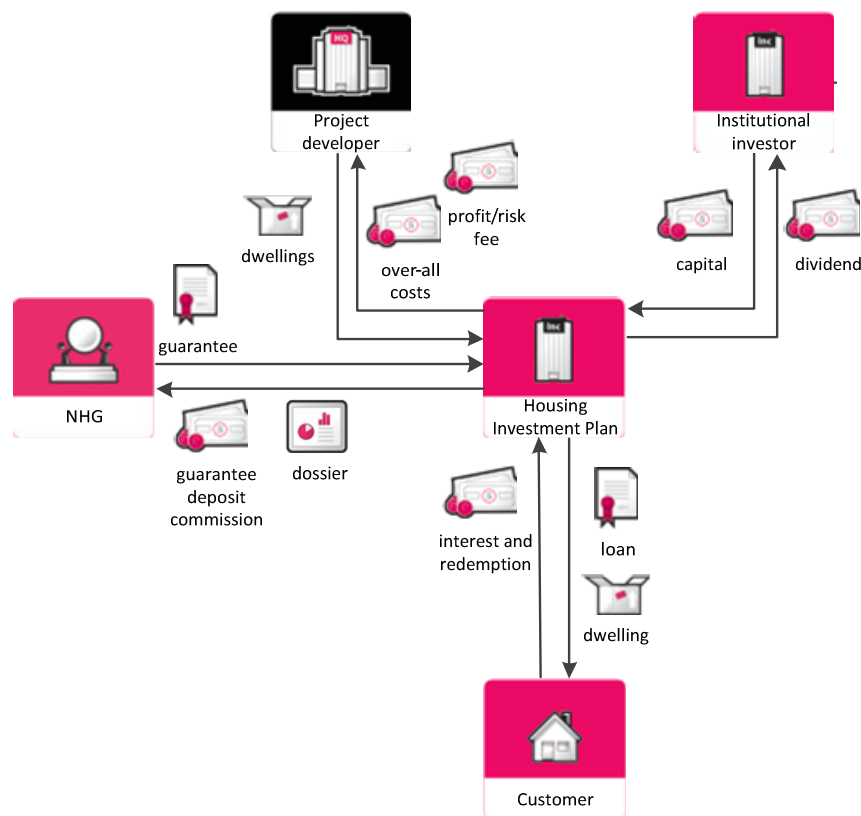 HQ
Project
developer
Inc
Institutional
investor
profit/risk
fee
dwellings
over-all
costs
capital
dividend
guarantee
NHG
Inc
Housing
Investment Plan
guarantee
deposit
commission
dossier
interest and
redemption
loan
dwelling
Customer